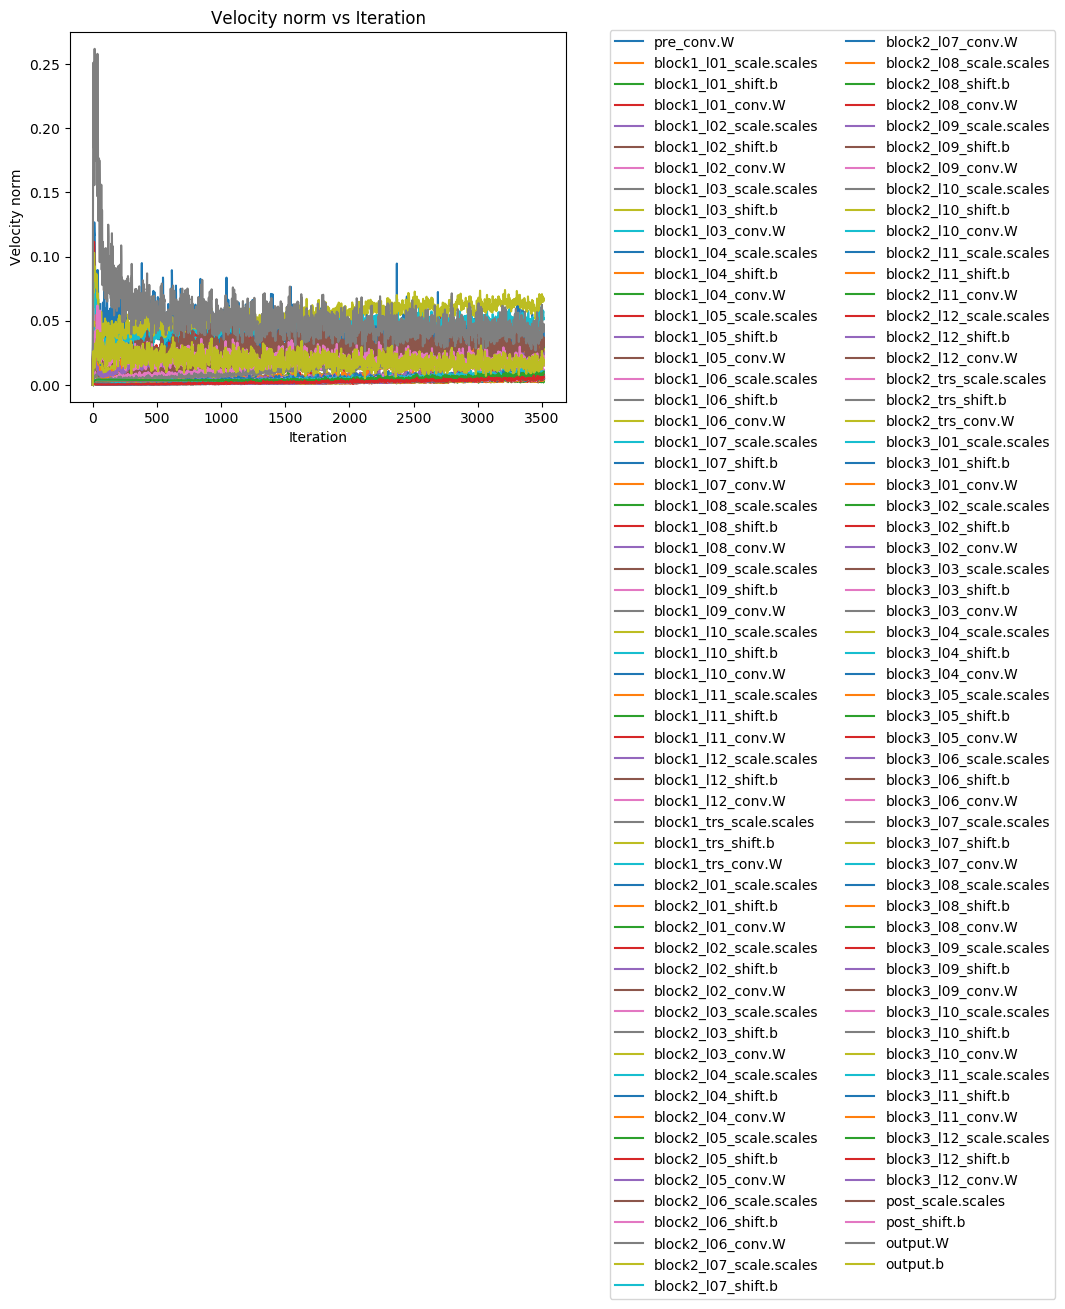 Velocity norm vs Iteration
Velocity norm
0.25
0.20
0.15
0.10
0.05
0.00
0
500
1000
1500
2000
2500
3000
3500
Iteration
pre_conv.W
block1_l01_scale.scales
block1_l01_shift.b
block1_l01_conv.W
block1_l02_scale.scales
block1_l02_shift.b
block1_l02_conv.W
block1_l03_scale.scales
block1_l03_shift.b
block1_l03_conv.W
block1_l04_scale.scales
block1_l04_shift.b
block1_l04_conv.W
block1_l05_scale.scales
block1_l05_shift.b
block1_l05_conv.W
block1_l06_scale.scales
block1_l06_shift.b
block1_l06_conv.W
block1_l07_scale.scales
block1_l07_shift.b
block1_l07_conv.W
block1_l08_scale.scales
block1_l08_shift.b
block1_l08_conv.W
block1_l09_scale.scales
block1_l09_shift.b
block1_l09_conv.W
block1_l10_scale.scales
block1_l10_shift.b
block1_l10_conv.W
block1_l11_scale.scales
block1_l11_shift.b
block1_l11_conv.W
block1_l12_scale.scales
block1_l12_shift.b
block1_l12_conv.W
block1_trs_scale.scales
block1_trs_shift.b
block1_trs_conv.W
block2_l01_scale.scales
block2_l01_shift.b
block2_l01_conv.W
block2_l02_scale.scales
block2_l02_shift.b
block2_l02_conv.W
block2_l03_scale.scales
block2_l03_shift.b
block2_l03_conv.W
block2_l04_scale.scales
block2_l04_shift.b
block2_l04_conv.W
block2_l05_scale.scales
block2_l05_shift.b
block2_l05_conv.W
block2_l06_scale.scales
block2_l06_shift.b
block2_l06_conv.W
block2_l07_scale.scales
block2_l07_shift.b
block2_l07_conv.W
block2_l08_scale.scales
block2_l08_shift.b
block2_l08_conv.W
block2_l09_scale.scales
block2_l09_shift.b
block2_l09_conv.W
block2_l10_scale.scales
block2_l10_shift.b
block2_l10_conv.W
block2_l11_scale.scales
block2_l11_shift.b
block2_l11_conv.W
block2_l12_scale.scales
block2_l12_shift.b
block2_l12_conv.W
block2_trs_scale.scales
block2_trs_shift.b
block2_trs_conv.W
block3_l01_scale.scales
block3_l01_shift.b
block3_l01_conv.W
block3_l02_scale.scales
block3_l02_shift.b
block3_l02_conv.W
block3_l03_scale.scales
block3_l03_shift.b
block3_l03_conv.W
block3_l04_scale.scales
block3_l04_shift.b
block3_l04_conv.W
block3_l05_scale.scales
block3_l05_shift.b
block3_l05_conv.W
block3_l06_scale.scales
block3_l06_shift.b
block3_l06_conv.W
block3_l07_scale.scales
block3_l07_shift.b
block3_l07_conv.W
block3_l08_scale.scales
block3_l08_shift.b
block3_l08_conv.W
block3_l09_scale.scales
block3_l09_shift.b
block3_l09_conv.W
block3_l10_scale.scales
block3_l10_shift.b
block3_l10_conv.W
block3_l11_scale.scales
block3_l11_shift.b
block3_l11_conv.W
block3_l12_scale.scales
block3_l12_shift.b
block3_l12_conv.W
post_scale.scales
post_shift.b
output.W
output.b